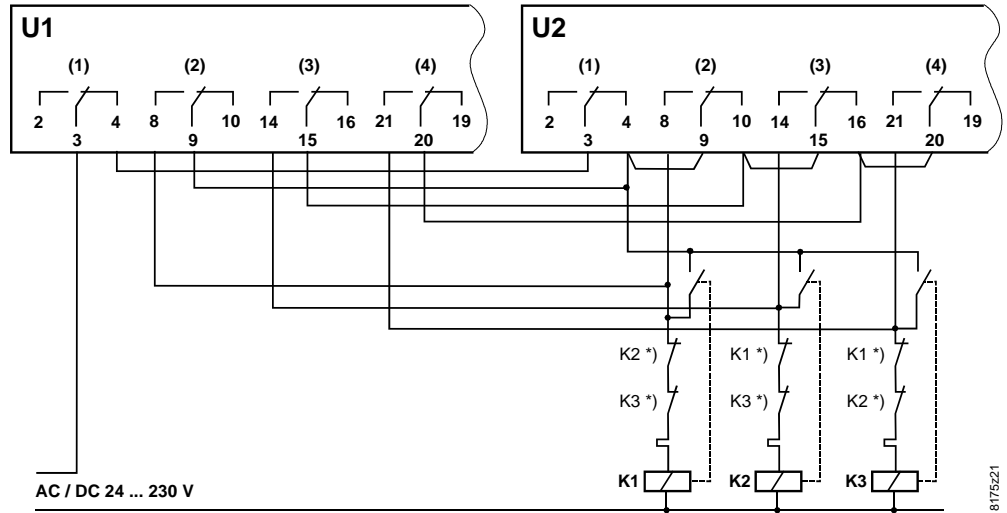 U1 U2
(1) (2) (3) (4) (1) (2) (3) (4)
2 4 8 10 14 16 21 19 2 4 8 10 14 16 21 19
3 9 15 20 3 9 15 20
K2 *) K1 *) K1 *)
K3 *) K3 *) K2 *)
K1 K2 K3
AC / DC 24 ... 230 V
8175z21